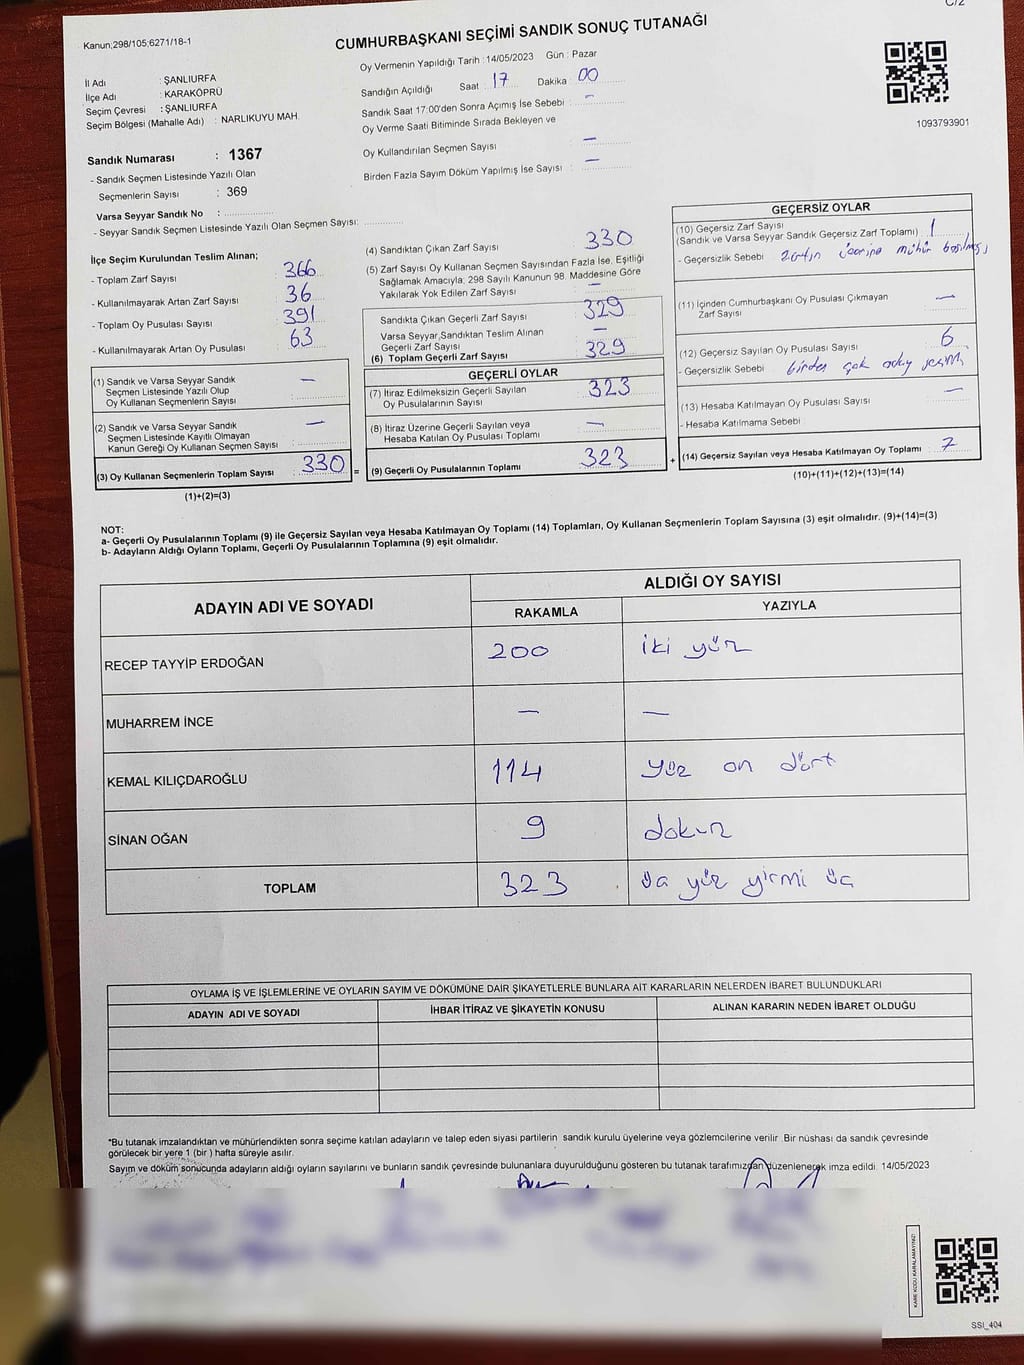 C/2
Kanun;298/105;6271/18-1
CUMHURBAŞKANI SEÇİMİ SANDIK SONUÇ TUTANAĞI
Oy Vermenin Yapıldığı Tarih : 14/05/2023 Gün : Pazar
İl Adı : ŞANLIURFA
İlçe Adı : KARAKÖPRÜ
Seçim Çevresi : ŞANLIURFA
Seçim Bölgesi (Mahalle Adı) : NARLIKUYU MAH.
Sandığın Açıldığı Saat : 17 Dakika : 00
Sandık Saat 17:00'den Sonra Açımış İse Sebebi : -
Oy Verme Saati Bitiminde Sırada Bekleyen ve
Oy Kullandırılan Seçmen Sayısı : -
Birden Fazla Sayım Döküm Yapılmış İse Sayısı : -
1093793901
Sandık Numarası : 1367
- Sandık Seçmen Listesinde Yazılı Olan
Seçmenlerin Sayısı : 369
Varsa Seyyar Sandık No :
- Seyyar Sandık Seçmen Listesinde Yazılı Olan Seçmen Sayısı:
İlçe Seçim Kurulundan Teslim Alınan;
- Toplam Zarf Sayısı : 366
- Kullanılmayarak Artan Zarf Sayısı : 36
- Toplam Oy Pusulası Sayısı : 391
- Kullanılmayarak Artan Oy Pusulası : 63
(1) Sandık ve Varsa Seyyar Sandık
Seçmen Listesinde Yazılı Olup
Oy Kullanan Seçmenlerin Sayısı : -
(2) Sandık ve Varsa Seyyar Sandık
Seçmen Listesinde Kayıtlı Olmayan
Kanun Gereği Oy Kullanan Seçmen Sayısı : -
(3) Oy Kullanan Seçmenlerin Toplam Sayısı : 330 =
(1)+(2)=(3)
(4) Sandıktan Çıkan Zarf Sayısı : 330
(5) Zarf Sayısı Oy Kullanan Seçmen Sayısından Fazla İse, Eşitliği
Sağlamak Amacıyla, 298 Sayılı Kanunun 98. Maddesine Göre
Yakılarak Yok Edilen Zarf Sayısı : -
Sandıkta Çıkan Geçerli Zarf Sayısı : 329
Varsa Seyyar Sandıktan Teslim Alınan
Geçerli Zarf Sayısı : -
(6) Toplam Geçerli Zarf Sayısı : 329
GEÇERLİ OYLAR
(7) İtiraz Edilmeksizin Geçerli Sayılan
Oy Pusulalarının Sayısı : 323
(8) İtiraz Üzerine Geçerli Sayılan veya
Hesaba Katılan Oy Pusulası Toplamı : -
(9) Geçerli Oy Pusulalarının Toplamı : 323 +
GEÇERSİZ OYLAR
(10) Geçersiz Zarf Sayısı
(Sandık ve Varsa Seyyar Sandık Geçersiz Zarf Toplamı) : 1
- Geçersizlik Sebebi : zarfın üzerine mühür basılmış
(11) İçinden Cumhurbaşkanı Oy Pusulası Çıkmayan
Zarf Sayısı : -
(12) Geçersiz Sayılan Oy Pusulası Sayısı : 6
- Geçersizlik Sebebi : birden çok aday seçimi
(13) Hesaba Katılmayan Oy Pusulası Sayısı : -
- Hesaba Katılmama Sebebi :
(14) Geçersiz Sayılan veya Hesaba Katılmayan Oy Toplamı : 7
(10)+(11)+(12)+(13)=(14)
NOT:
a- Geçerli Oy Pusulalarının Toplamı (9) ile Geçersiz Sayılan veya Hesaba Katılmayan Oy Toplamı (14) Toplamları, Oy Kullanan Seçmenlerin Toplam Sayısına (3) eşit olmalıdır. (9)+(14)=(3)
b- Adayların Aldığı Oyların Toplamı, Geçerli Oy Pusulalarının Toplamına (9) eşit olmalıdır.
ADAYIN ADI VE SOYADI ALDIĞI OY SAYISI
RAKAMLA YAZIYLA
RECEP TAYYİP ERDOĞAN 200 iki yüz
MUHARREM İNCE - -
KEMAL KILIÇDAROĞLU 114 yüz on dört
SİNAN OĞAN 9 dokuz
TOPLAM 323 üç yüz yirmi üç
OYLAMA İŞ VE İŞLEMLERİNE VE OYLARIN SAYIM VE DÖKÜMÜNE DAİR ŞİKAYETLERLE BUNLARA AİT KARARLARIN NELERDEN İBARET BULUNDUKLARI
ADAYIN ADI VE SOYADI İHBAR İTİRAZ VE ŞİKAYETİN KONUSU ALINAN KARARIN NEDEN İBARET OLDUĞU
*Bu tutanak imzalandıktan ve mühürlendikten sonra seçime katılan adayların ve talep eden siyasi partilerin sandık kurulu üyelerine veya gözlemcilerine verilir. Bir nüshası da sandık çevresinde
görülecek bir yere 1 (bir ) hafta süreyle asılır.
Sayım ve döküm sonucunda adayların aldığı oyların sayılarını ve bunların sandık çevresinde bulunanlara duyurulduğunu gösteren bu tutanak tarafımızdan düzenlenerek imza edildi. 14/05/2023
KARE KODU KARALAMAYINIZ!
SSI_404